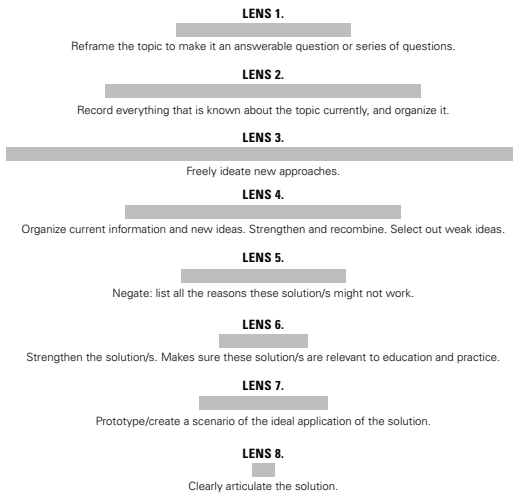 LENS 1.
Reframe the topic to make it an answerable question or series of questions.
LENS 2.
Record everything that is known about the topic currently, and organize it.
LENS 3.
Freely ideate new approaches.
LENS 4.
Organize current information and new ideas. Strengthen and recombine. Select out weak ideas.
LENS 5.
Negate: list all the reasons these solution/s might not work.
LENS 6.
Strengthen the solution/s. Makes sure these solution/s are relevant to education and practice.
LENS 7.
Prototype/create a scenario of the ideal application of the solution.
LENS 8.
Clearly articulate the solution.